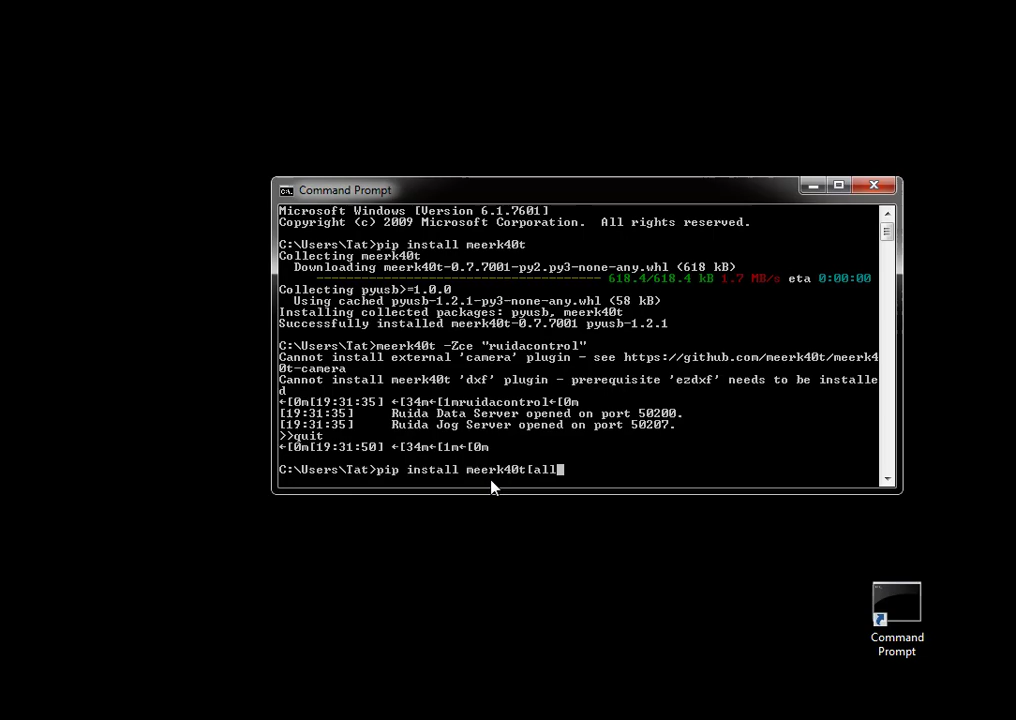 Command Prompt
Microsoft Windows [Version 6.1.7601]
Copyright (c) 2009 Microsoft Corporation.  All rights reserved.
C:\Users\Tat>pip install meerk40t
Collecting meerk40t
  Downloading meerk40t-0.7.7001-py2.py3-none-any.whl (618 kB)
     -------------------------------------- 618.4/618.4 kB 1.7 MB/s eta 0:00:00
Collecting pyusb>=1.0.0
  Using cached pyusb-1.2.1-py3-none-any.whl (58 kB)
Installing collected packages: pyusb, meerk40t
Successfully installed meerk40t-0.7.7001 pyusb-1.2.1
C:\Users\Tat>meerk40t -Zce "ruidacontrol"
Cannot install external 'camera' plugin - see https://github.com/meerk40t/meerk4
0t-camera
Cannot install meerk40t 'dxf' plugin - prerequisite 'ezdxf' needs to be installe
d
←[0m[19:31:35] ←[34m←[1mruidacontrol←[0m
[19:31:35]     Ruida Data Server opened on port 50200.
[19:31:35]     Ruida Jog Server opened on port 50207.
>>quit
←[0m[19:31:50] ←[34m←[1m←[0m
C:\Users\Tat>pip install meerk40t[all
Command
Prompt